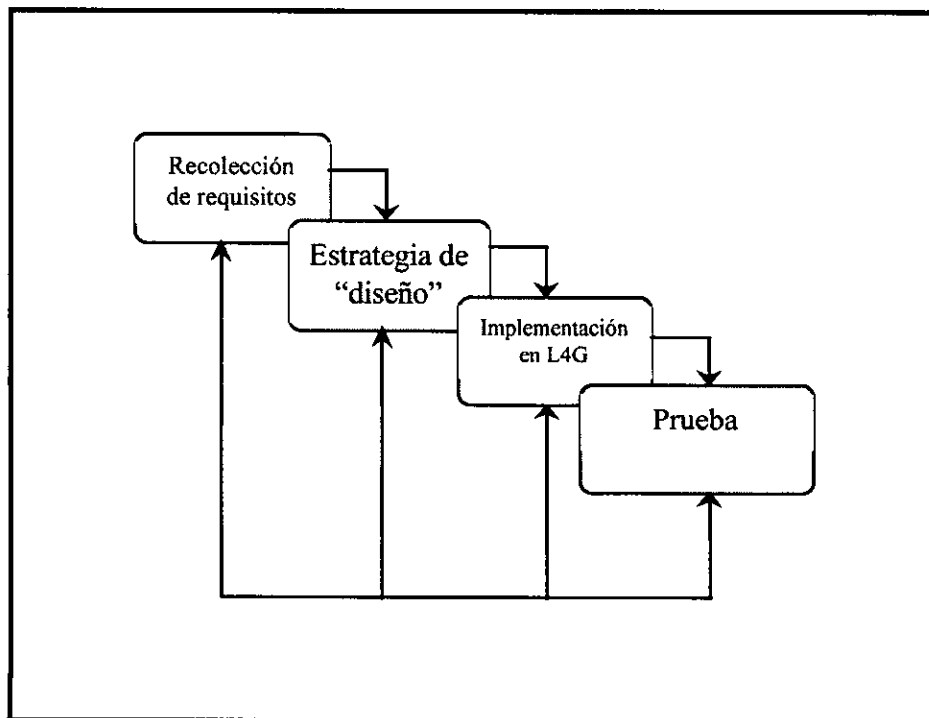 Recolección
de requisitos
Estrategia de
“diseño”
Implementación
en L4G
Prueba